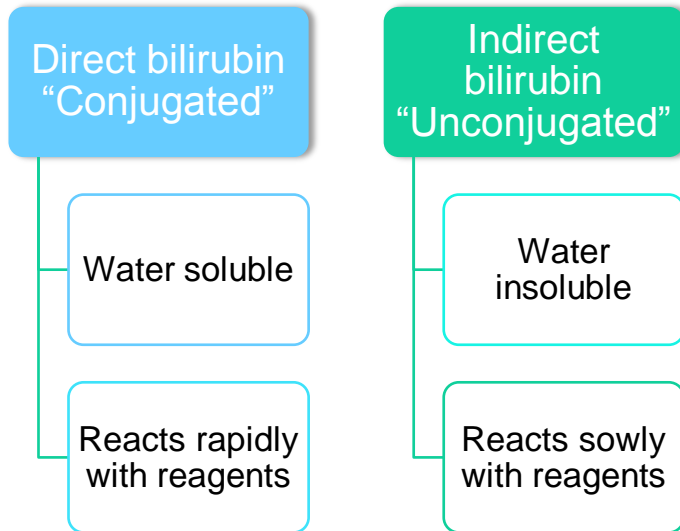 Direct bilirubin
“Conjugated”
Water soluble
Reacts rapidly
with reagents
Indirect
bilirubin
“Unconjugated”
Water
insoluble
Reacts sowly
with reagents